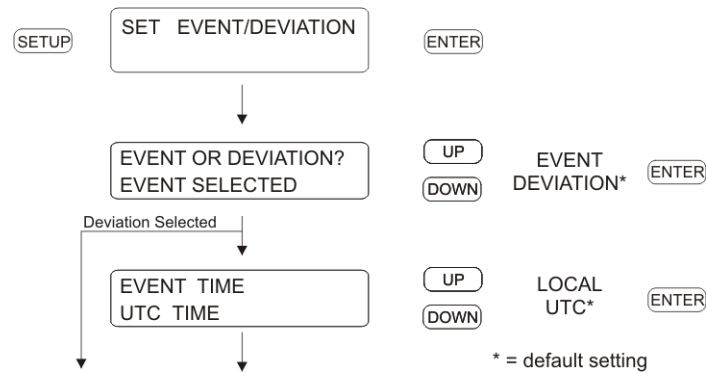 SETUP
SET EVENT/DEVIATION
ENTER
EVENT OR DEVIATION?
EVENT SELECTED
UP
DOWN
EVENT
DEVIATION*
ENTER
Deviation Selected
EVENT TIME
UTC TIME
UP
DOWN
LOCAL
UTC*
ENTER
* = default setting